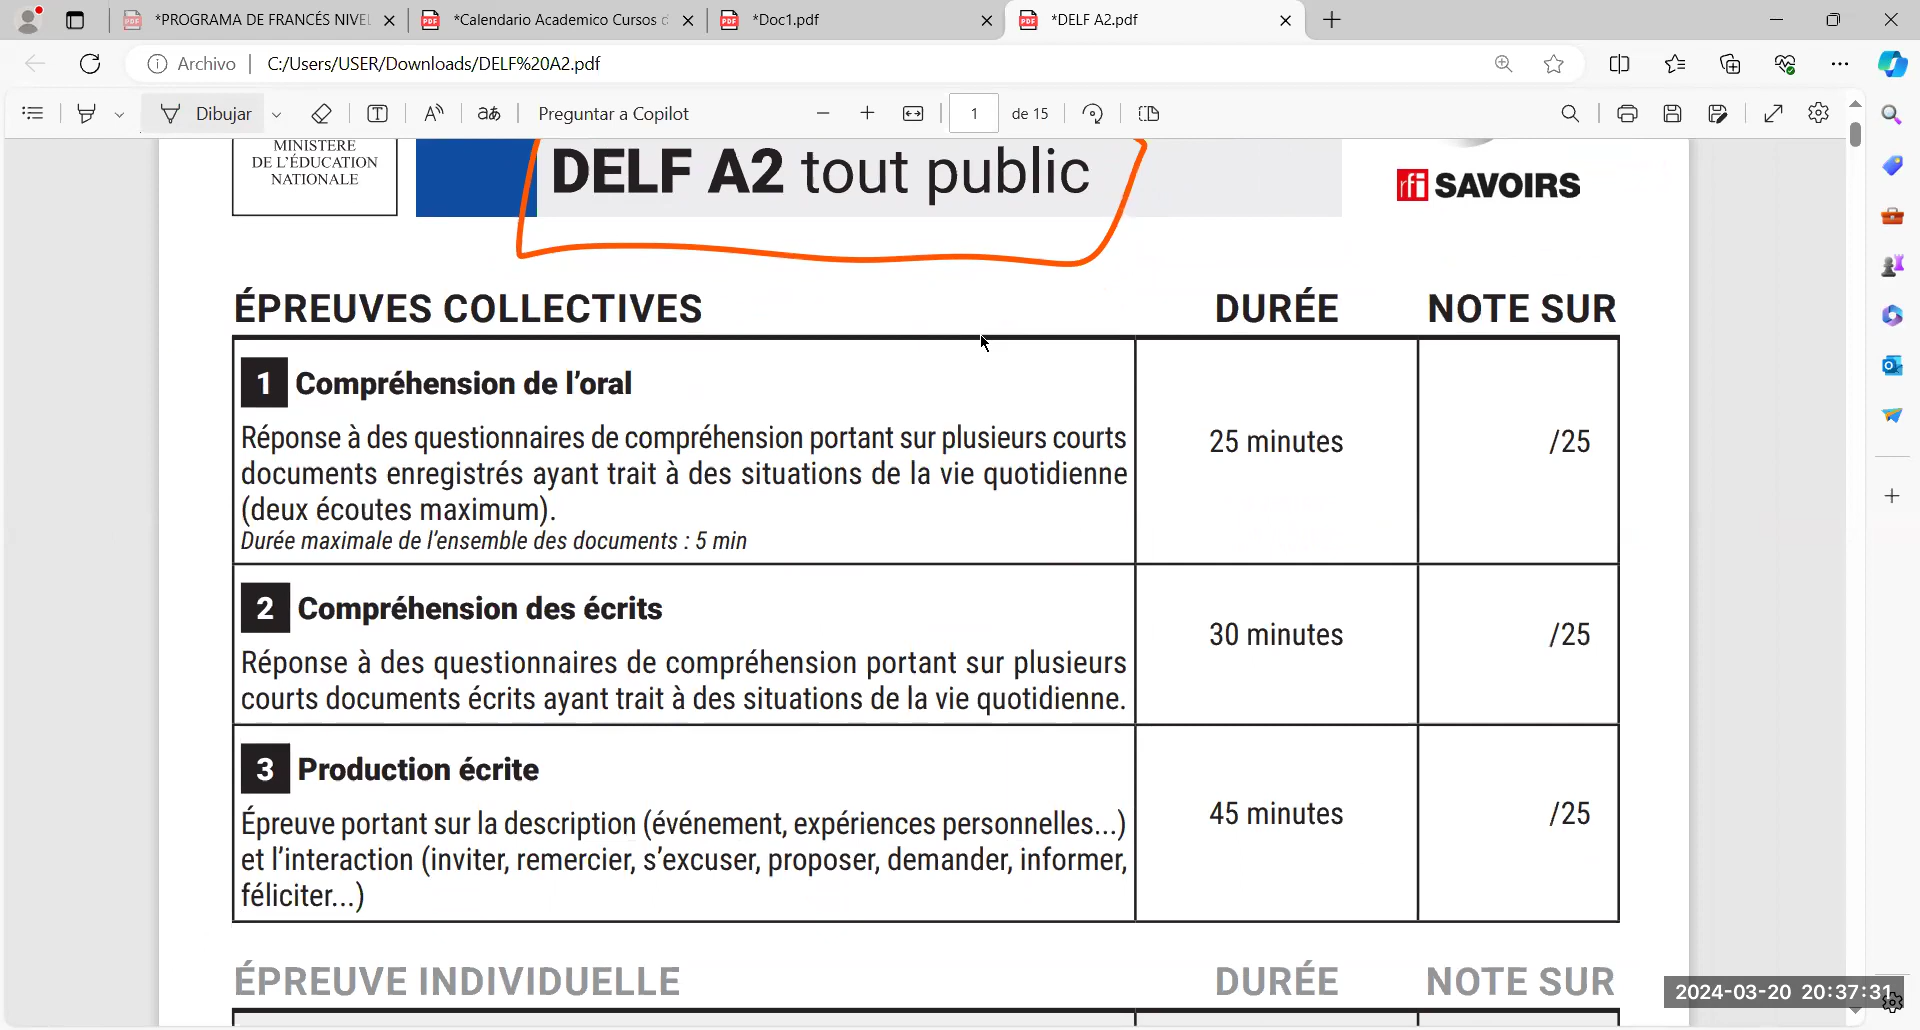 *PROGRAMA DE FRANCÉS NIVEL
*Calendario Academico Cursos d
*Doc1.pdf
*DELF A2.pdf
Archivo
C:/Users/USER/Downloads/DELF%20A2.pdf
Dibujar
Preguntar a Copilot
1
de 15
MINISTÈRE
DE L'ÉDUCATION
NATIONALE
DELF A2 tout public
rfi SAVOIRS
ÉPREUVES COLLECTIVES
DURÉE
NOTE SUR
1 Compréhension de l'oral
Réponse à des questionnaires de compréhension portant sur plusieurs courts
documents enregistrés ayant trait à des situations de la vie quotidienne
(deux écoutes maximum).
Durée maximale de l'ensemble des documents : 5 min
25 minutes
/25
2 Compréhension des écrits
Réponse à des questionnaires de compréhension portant sur plusieurs
courts documents écrits ayant trait à des situations de la vie quotidienne.
30 minutes
/25
3 Production écrite
Épreuve portant sur la description (événement, expériences personnelles...)
et l'interaction (inviter, remercier, s'excuser, proposer, demander, informer,
féliciter...)
45 minutes
/25
ÉPREUVE INDIVIDUELLE
DURÉE
NOTE SUR
2024-03-20 20:37:31